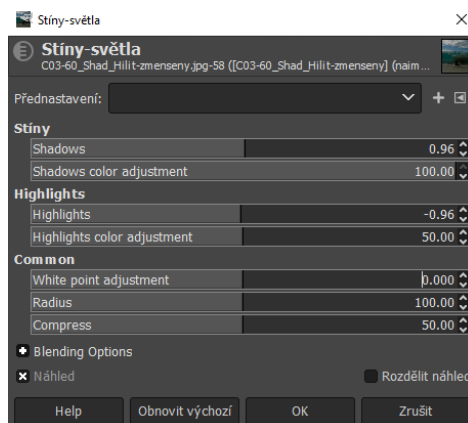 Stíny-světla
Stíny-světla
C03-60_Shad_Hilit-zmenseny.jpg-58 ([C03-60_Shad_Hilit-zmenseny] (naim…
Přednastavení:
Stíny
Shadows 0.96
Shadows color adjustment 100.00
Highlights
Highlights -0.96
Highlights color adjustment 50.00
Common
White point adjustment 0.000
Radius 100.00
Compress 50.00
Blending Options
Náhled Rozdělit náhled
Help Obnovit výchozí OK Zrušit